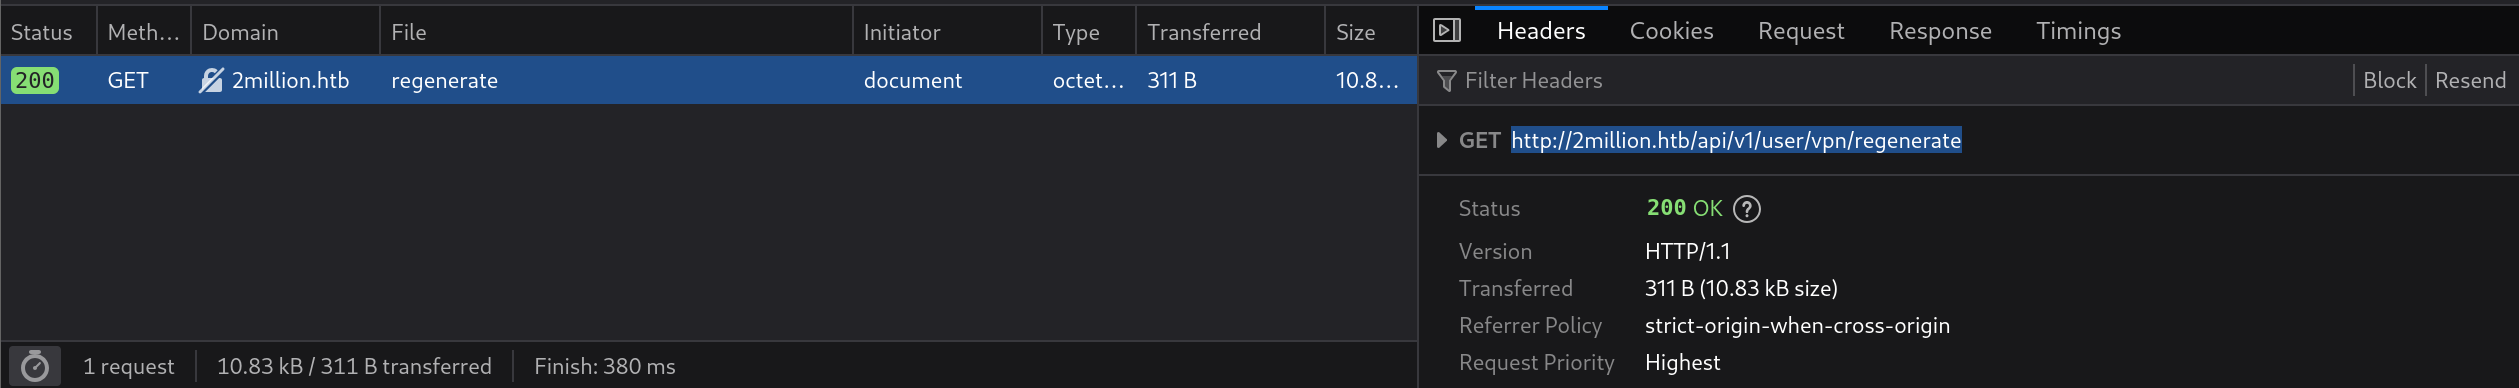 Status Meth... Domain File Initiator Type Transferred Size
200 GET 2million.htb regenerate document octet... 311 B 10.8...
1 request 10.83 kB / 311 B transferred Finish: 380 ms
Headers Cookies Request Response Timings
Filter Headers Block Resend
GET http://2million.htb/api/v1/user/vpn/regenerate
Status 200 OK ?
Version HTTP/1.1
Transferred 311 B (10.83 kB size)
Referrer Policy strict-origin-when-cross-origin
Request Priority Highest